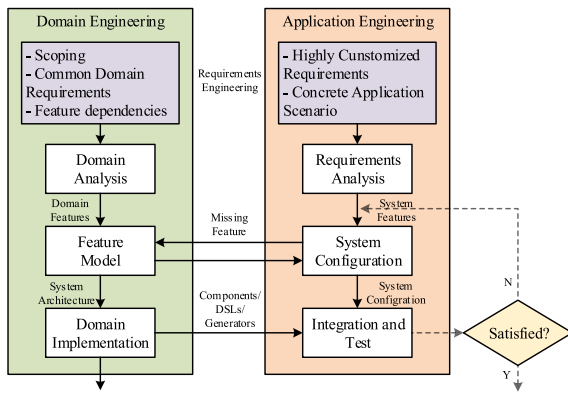 Domain Engineering
- Scoping
- Common Domain
Requirements
- Feature dependencies
Domain
Analysis
Domain
Features
Feature
Model
System
Architecture
Domain
Implementation
Requirements
Engineering
Missing
Feature
Components/
DSLs/
Generators
Application Engineering
- Highly Cunstomized
Requirements
- Concrete Application
Scenario
Requirements
Analysis
System
Features
System
Configuration
System
Configration
Integration and
Test
N
Satisfied?
Y